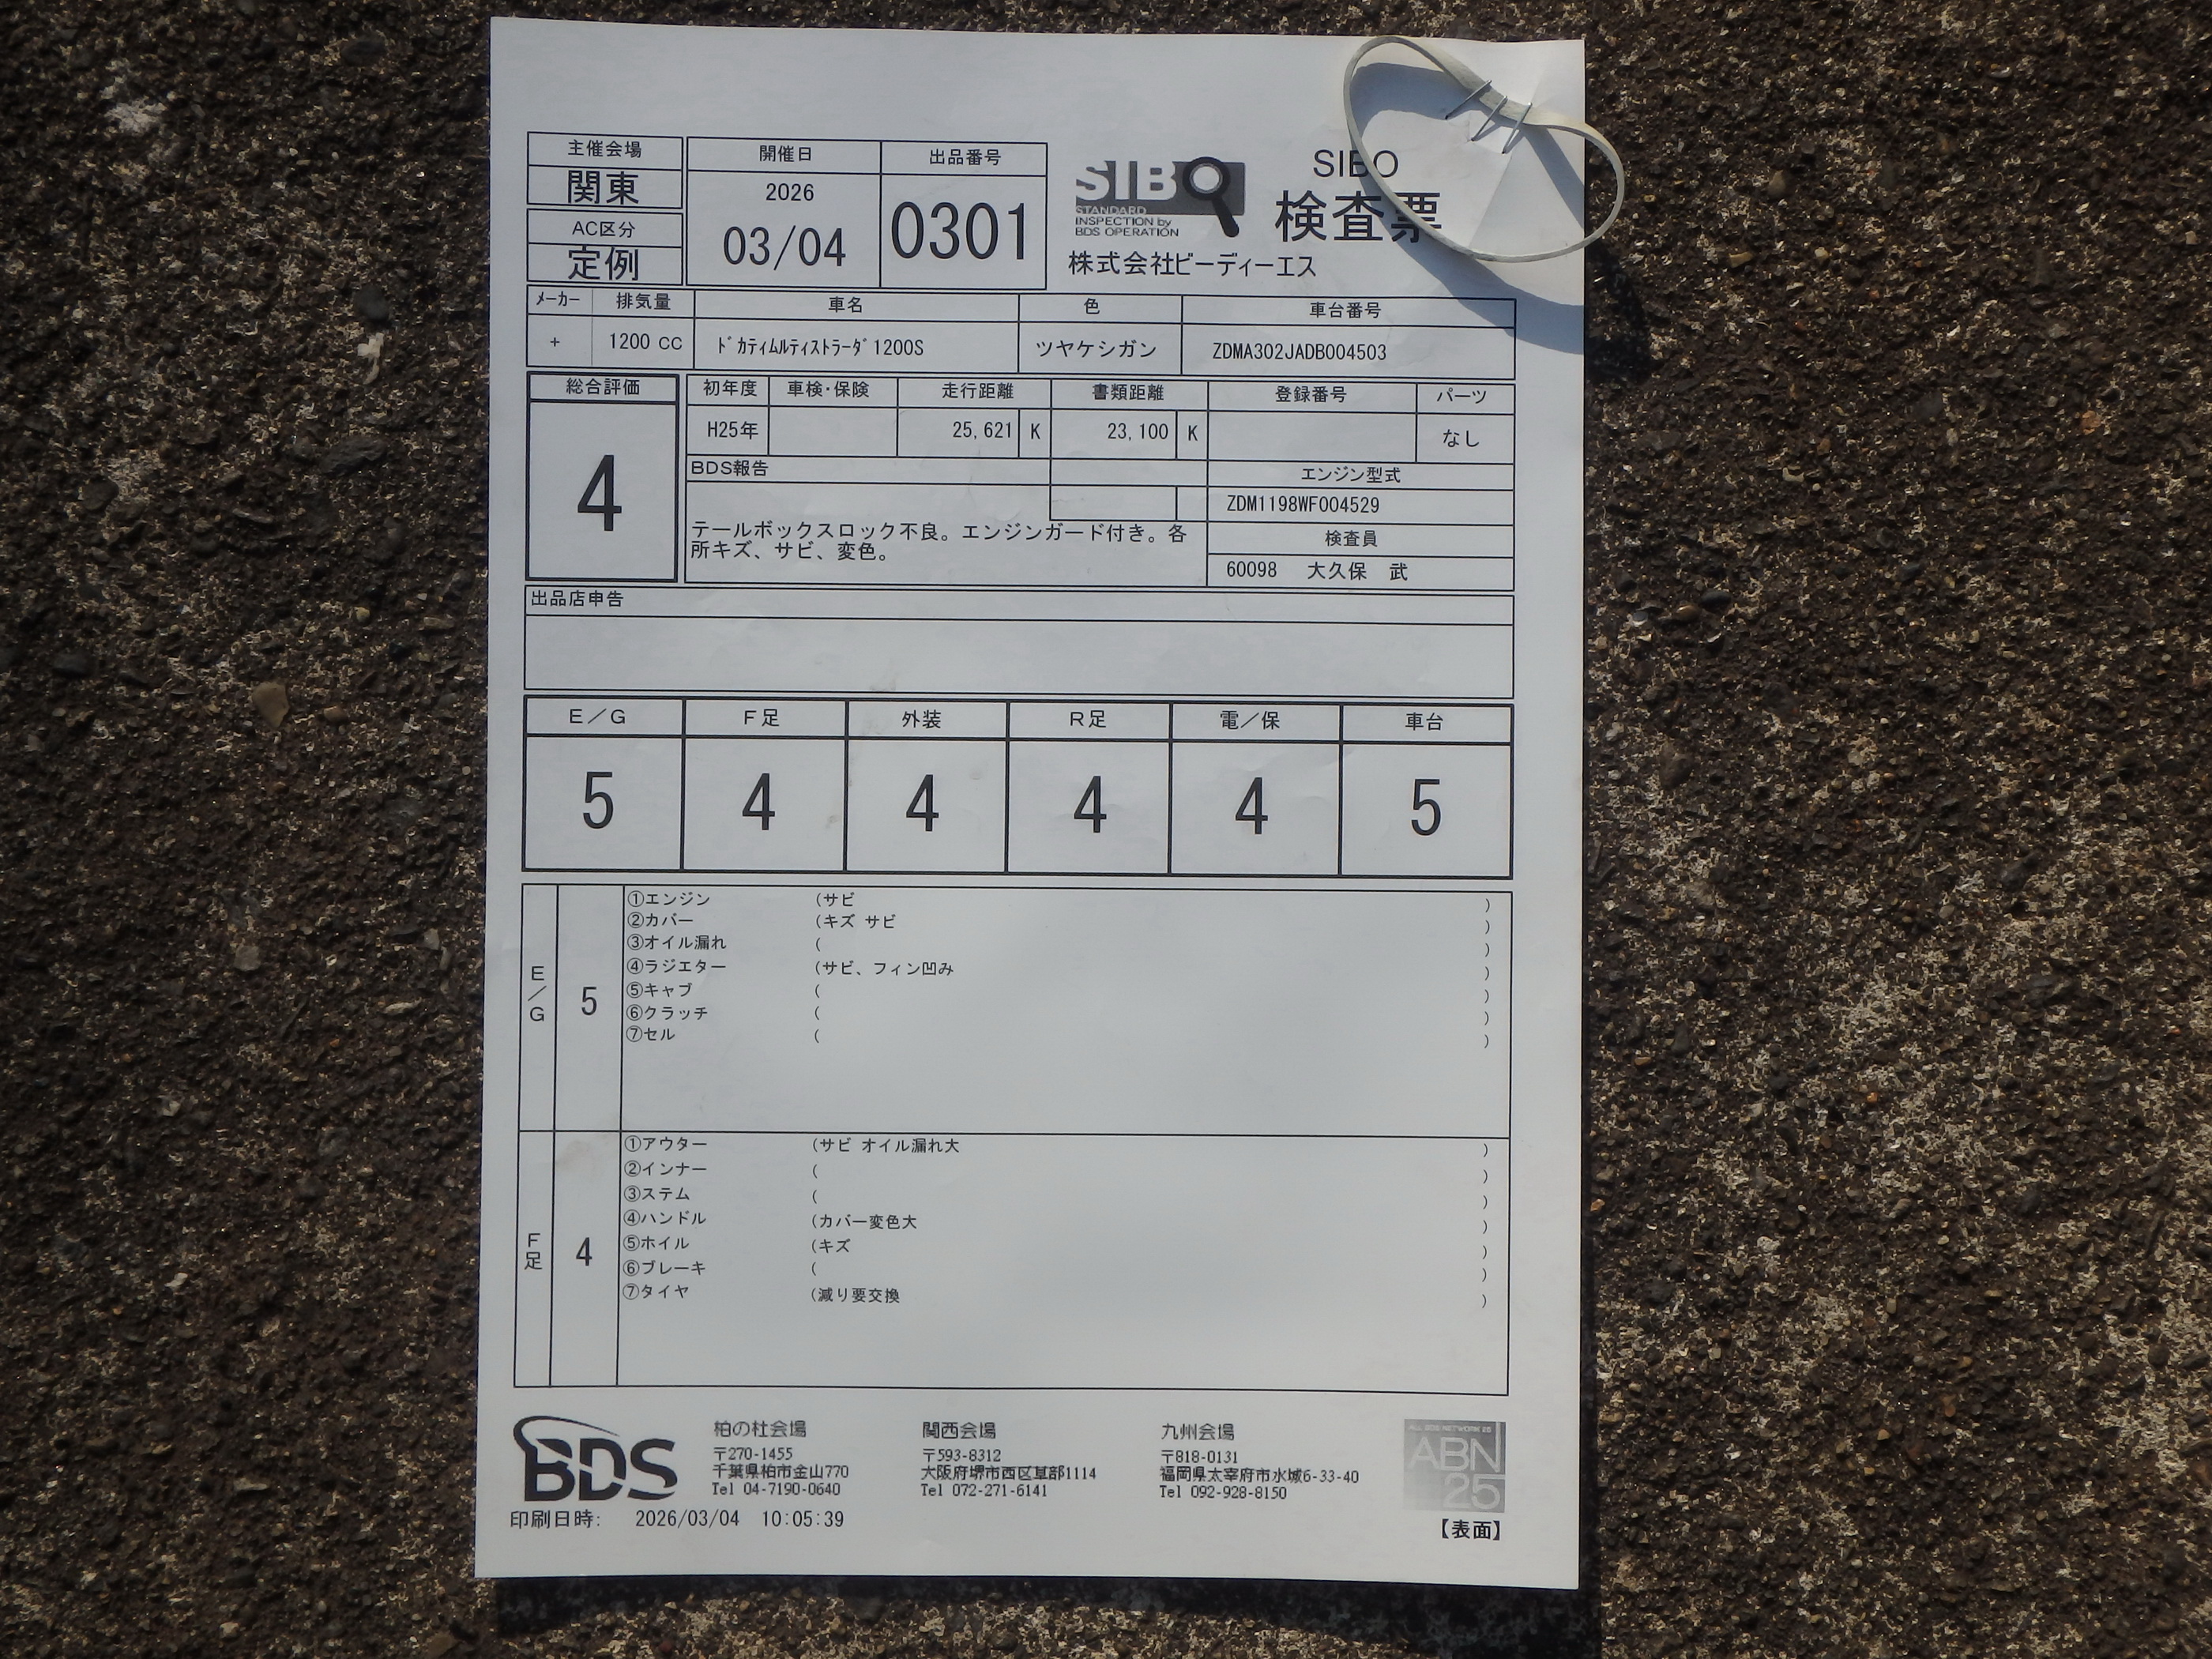 主催会場
関東
AC区分
定例
開催日
2026
03/04
出品番号
0301
SIBO
STANDARD
INSPECTION by
BDS OPERATION
SIBO
検査票
株式会社ビーディーエス
メーカー 排気量 車名 色 車台番号
+ 1200 CC ﾄﾞｶﾃｨﾑﾙﾃｨｽﾄﾗｰﾀﾞ1200S ツヤケシガン ZDMA302JADB004503
総合評価
4
初年度 車検・保険 走行距離 書類距離 登録番号 パーツ
H25年 25,621 K 23,100 K なし
BDS報告
テールボックスロック不良。エンジンガード付き。各
所キズ、サビ、変色。
エンジン型式
ZDM1198WF004529
検査員
60098 大久保 武
出品店申告
E／G F足 外装 R足 電／保 車台
5 4 4 4 4 5
E／G
5
①エンジン (サビ )
②カバー (キズ サビ )
③オイル漏れ ( )
④ラジエター (サビ、フィン凹み )
⑤キャブ ( )
⑥クラッチ ( )
⑦セル ( )
F足
4
①アウター (サビ オイル漏れ大 )
②インナー ( )
③ステム ( )
④ハンドル (カバー変色大 )
⑤ホイル (キズ )
⑥ブレーキ ( )
⑦タイヤ (減り要交換 )
BDS
柏の杜会場
〒270-1455
千葉県柏市金山770
Tel 04-7190-0640
関西会場
〒593-8312
大阪府堺市西区草部1114
Tel 072-271-6141
九州会場
〒818-0131
福岡県太宰府市水城6-33-40
Tel 092-928-8150
ABN
25
印刷日時: 2026/03/04 10:05:39
【表面】